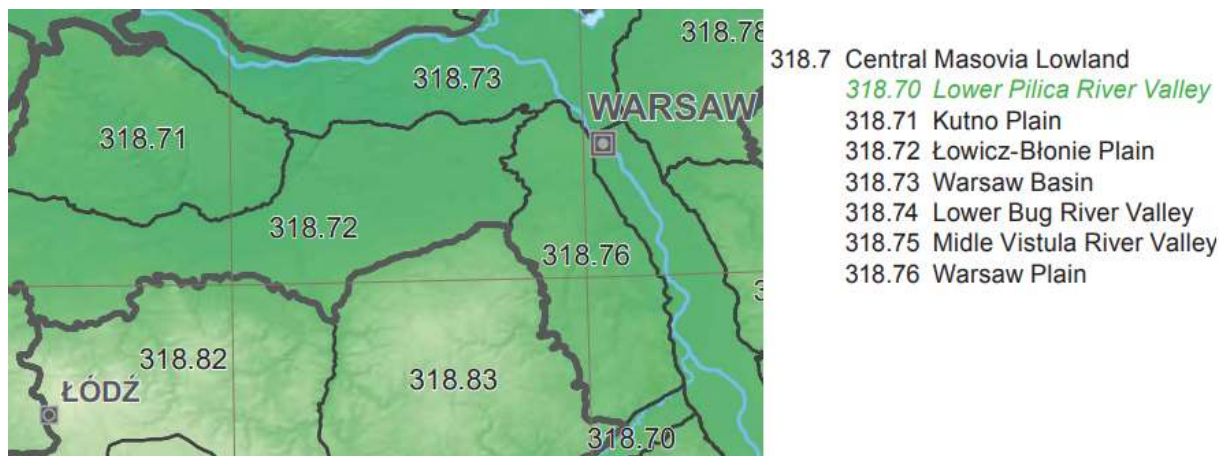 318.78
318.73
WARSAW
318.71
318.72
318.76
318.82
ŁÓDŹ
318.83
318.70
3
318.7 Central Masovia Lowland
318.70 Lower Pilica River Valley
318.71 Kutno Plain
318.72 Łowicz-Błonie Plain
318.73 Warsaw Basin
318.74 Lower Bug River Valley
318.75 Midle Vistula River Valley
318.76 Warsaw Plain